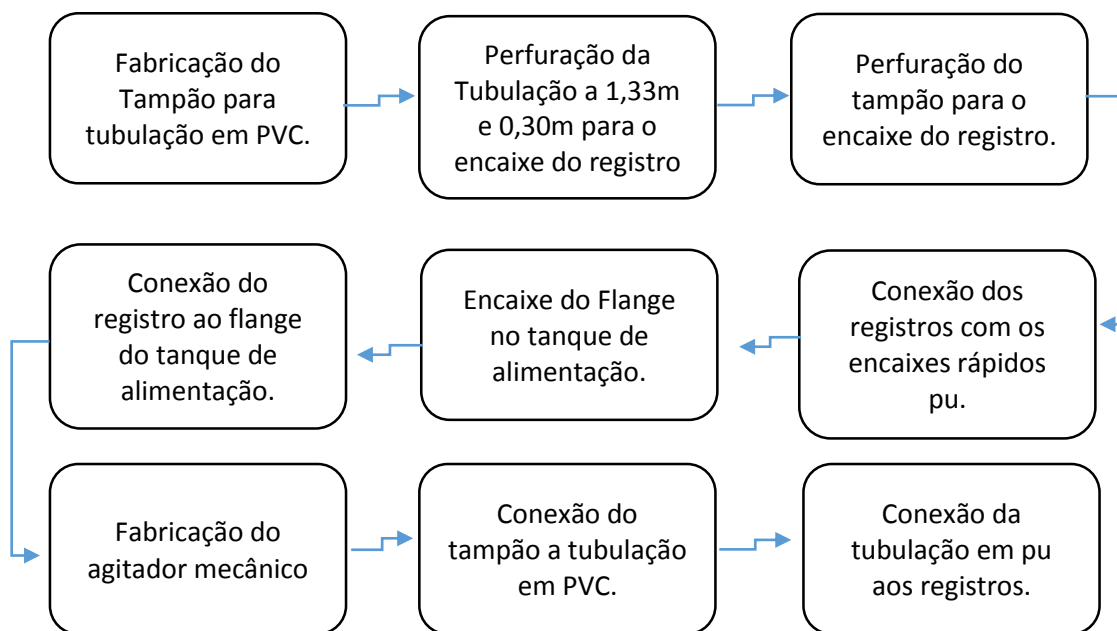 Fabricação do
Tampão para
tubulação em PVC.
Perfuração da
Tubulação a 1,33m
e 0,30m para o
encaixe do registro
Perfuração do
tampão para o
encaixe do registro.
Conexão dos
registros com os
encaixes rápidos
pu.
Encaixe do Flange
no tanque de
alimentação.
Conexão do
registro ao flange
do tanque de
alimentação.
Fabricação do
agitador mecânico
Conexão do
tampão a tubulação
em PVC.
Conexão da
tubulação em pu
aos registros.